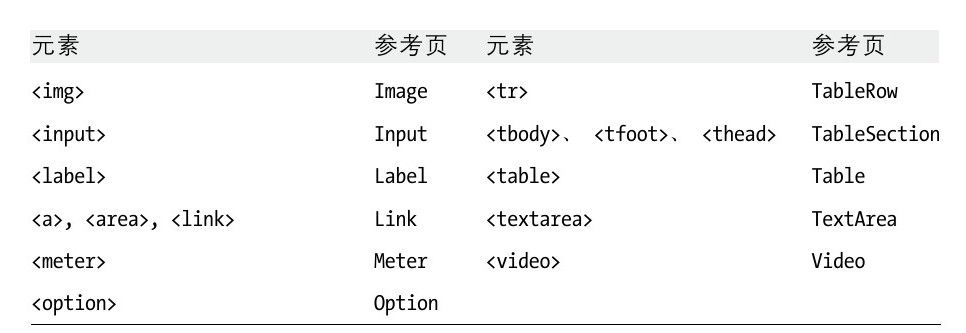 元素 参考页 元素 参考页
<img> Image <tr> TableRow
<input> Input <tbody>、 <tfoot>、 <thead> TableSection
<label> Label <table> Table
<a>, <area>, <link> Link <textarea> TextArea
<meter> Meter <video> Video
<option> Option